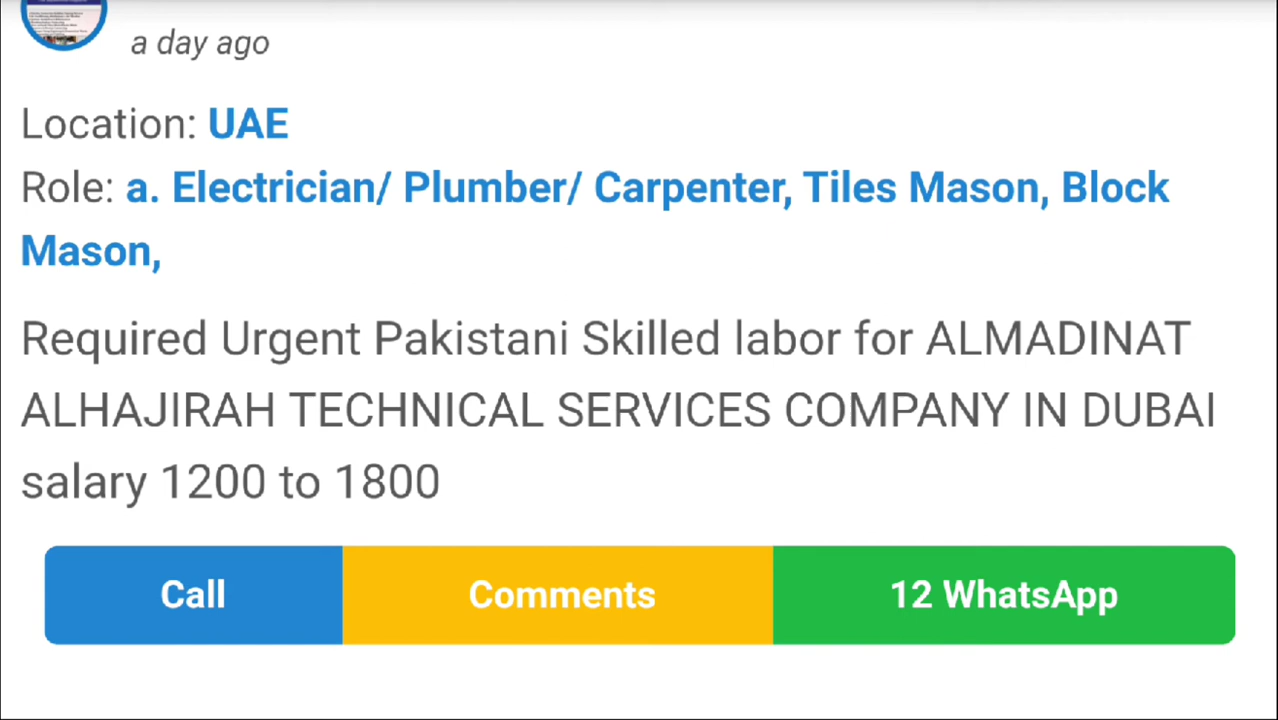 a day ago
Location: UAE
Role: a. Electrician/ Plumber/ Carpenter, Tiles Mason, Block
Mason,
Required Urgent Pakistani Skilled labor for ALMADINAT
ALHAJIRAH TECHNICAL SERVICES COMPANY IN DUBAI
salary 1200 to 1800
Call Comments 12 WhatsApp